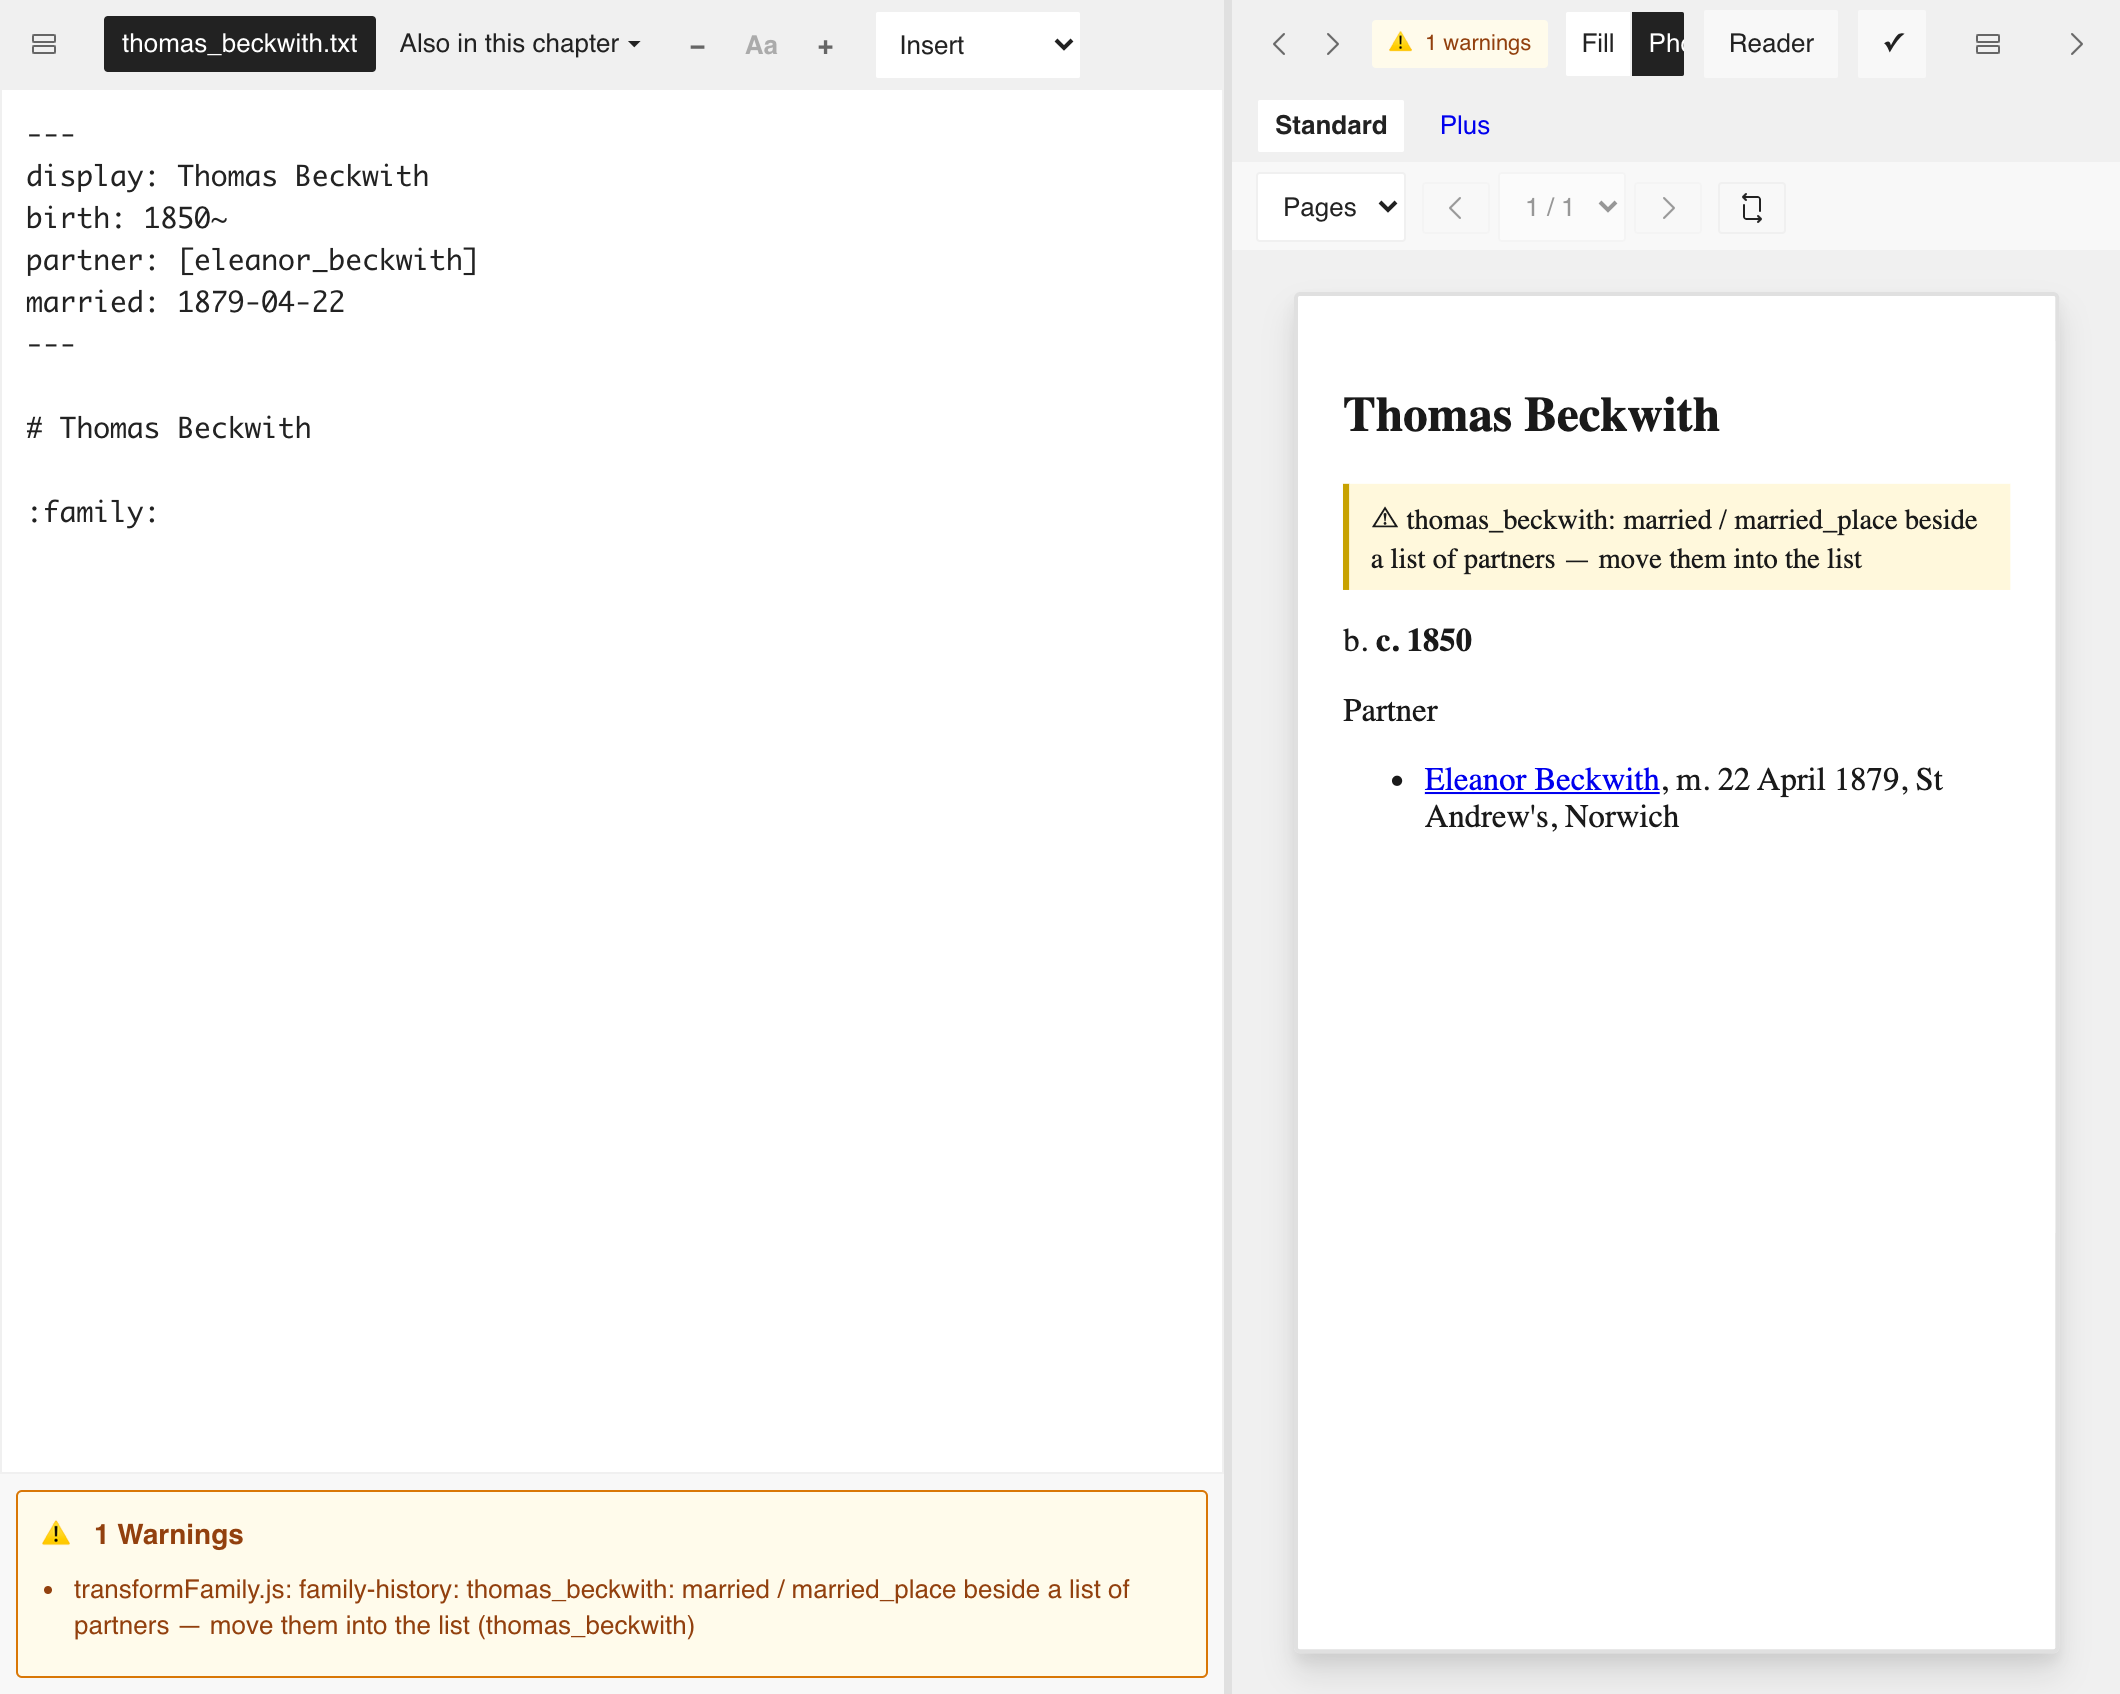 thomas_beckwith.txt Also in this chapter − Aa + Insert
---
display: Thomas Beckwith
birth: 1850~
partner: [eleanor_beckwith]
married: 1879-04-22
---
# Thomas Beckwith
:family:
⚠ 1 Warnings
• transformFamily.js: family-history: thomas_beckwith: married / married_place beside a list of
partners — move them into the list (thomas_beckwith)
⚠ 1 warnings Fill Pho Reader ✓
Standard Plus
Pages 1 / 1
Thomas Beckwith
⚠ thomas_beckwith: married / married_place beside
a list of partners — move them into the list
b. c. 1850
Partner
• Eleanor Beckwith, m. 22 April 1879, St
Andrew's, Norwich